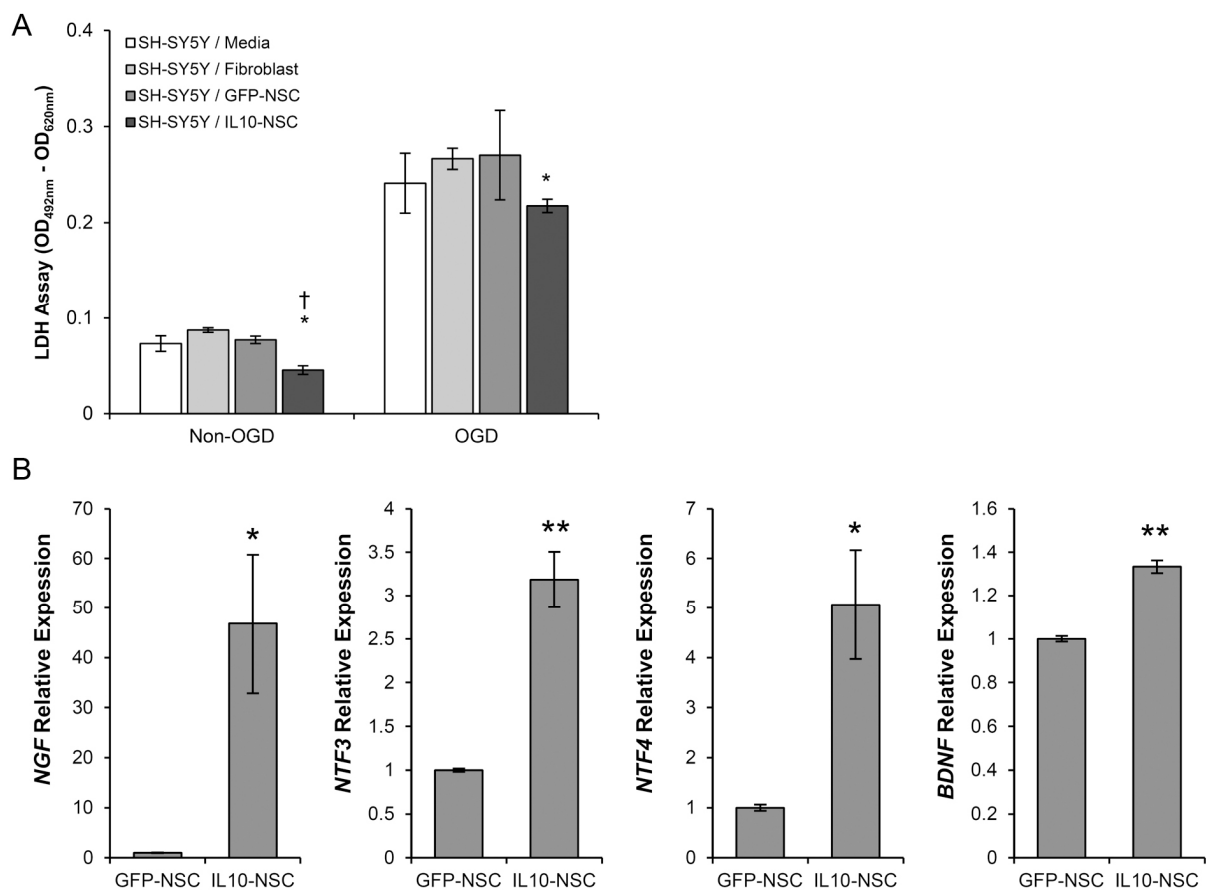 A
LDH Assay (OD492nm - OD620nm)
0.4
0.3
0.2
0.1
0
SH-SY5Y / Media
SH-SY5Y / Fibroblast
SH-SY5Y / GFP-NSC
SH-SY5Y / IL10-NSC
†
*
*
Non-OGD
OGD
B
NGF Relative Expession
70
60
50
40
30
20
10
0
*
GFP-NSC
IL10-NSC
NTF3 Relative Expession
4
3.5
3
2.5
2
1.5
1
0.5
0
**
GFP-NSC
IL10-NSC
NTF4 Relative Expession
7
6
5
4
3
2
1
0
*
GFP-NSC
IL10-NSC
BDNF Relative Expession
1.6
1.4
1.2
1
0.8
0.6
0.4
0.2
0
**
GFP-NSC
IL10-NSC